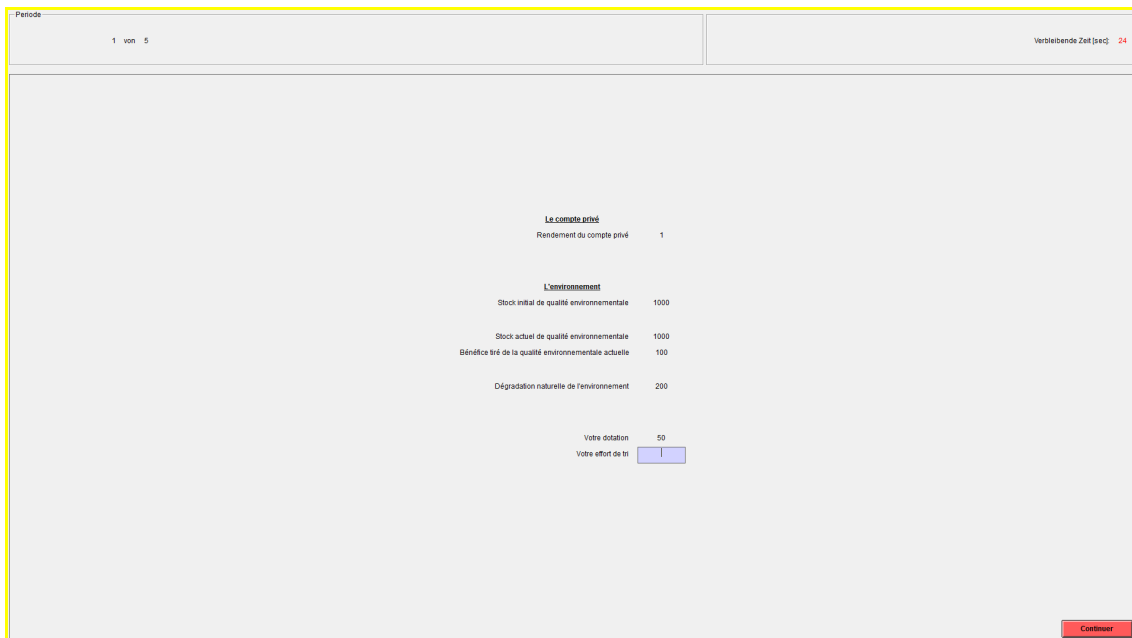 Periode
1 von 5
Verbleibende Zeit [sec]: 24
Le compte privé
Rendement du compte privé 1
L'environnement
Stock initial de qualité environnementale 1000
Stock actuel de qualité environnementale 1000
Bénéfice tiré de la qualité environnementale actuelle 100
Dégradation naturelle de l'environnement 200
Votre dotation 50
Votre effort de tri
Continuer